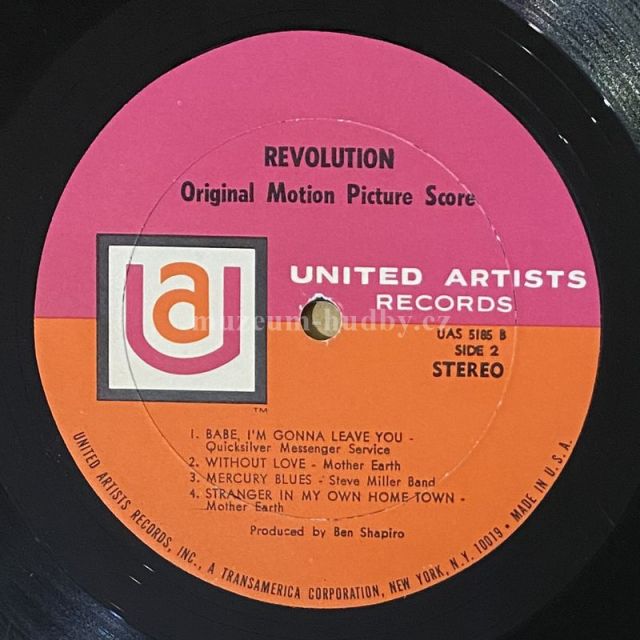 REVOLUTION
Original Motion Picture Score
ua
UNITED ARTISTS
RECORDS
muzeum-hudby.cz
UAS 5185 B
SIDE 2
STEREO
TM
1. BABE, I'M GONNA LEAVE YOU -
Quicksilver Messenger Service
2. WITHOUT LOVE - Mother Earth
3. MERCURY BLUES - Steve Miller Band
4. STRANGER IN MY OWN HOME TOWN -
Mother Earth
Produced by Ben Shapiro
UNITED ARTISTS RECORDS, INC., A TRANSAMERICA CORPORATION, NEW YORK, N.Y. 10019 • MADE IN U.S.A.